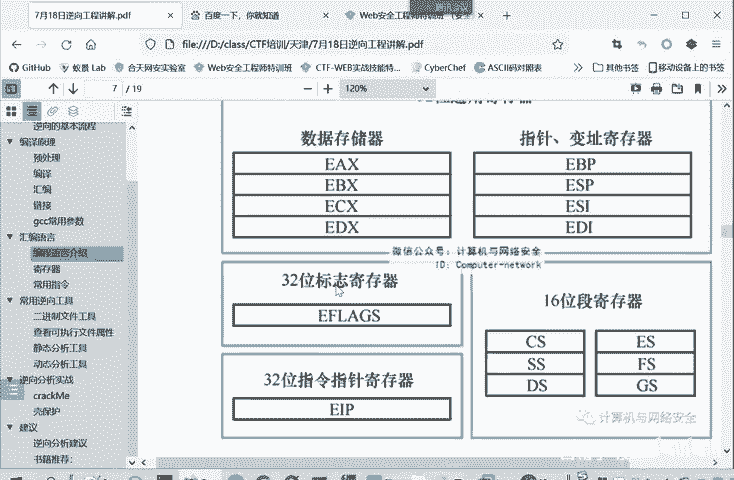 7月18日逆向工程讲解.pdf
百度一下，你就知道
Web安全工程师特训班
file:///D:/class/CTF培训/天津/7月18日逆向工程讲解.pdf
GitHub 蚁景 Lab 合天网安实验室 Web安全工程师特训班 CTF-WEB实战技能特... CyberChef ASCII码对照表 其他书签 移动设备上的书签
7 / 19 120%
逆向的基本流程
编译原理
预处理
编译
汇编
链接
gcc常用参数
汇编语言
编程语言介绍
寄存器
常用指令
常用逆向工具
二进制文件工具
查看可执行文件属性
静态分析工具
动态分析工具
逆向分析实战
crackMe
壳保护
建议
逆向分析建议
书籍推荐:
数据存储器
EAX
EBX
ECX
EDX
指针、变址寄存器
EBP
ESP
ESI
EDI
微信公众号：计算机与网络安全
ID：Computer-network
32位标志寄存器
EFLAGS
32位指令指针寄存器
EIP
16位段寄存器
CS ES
SS FS
DS GS
计算机与网络安全